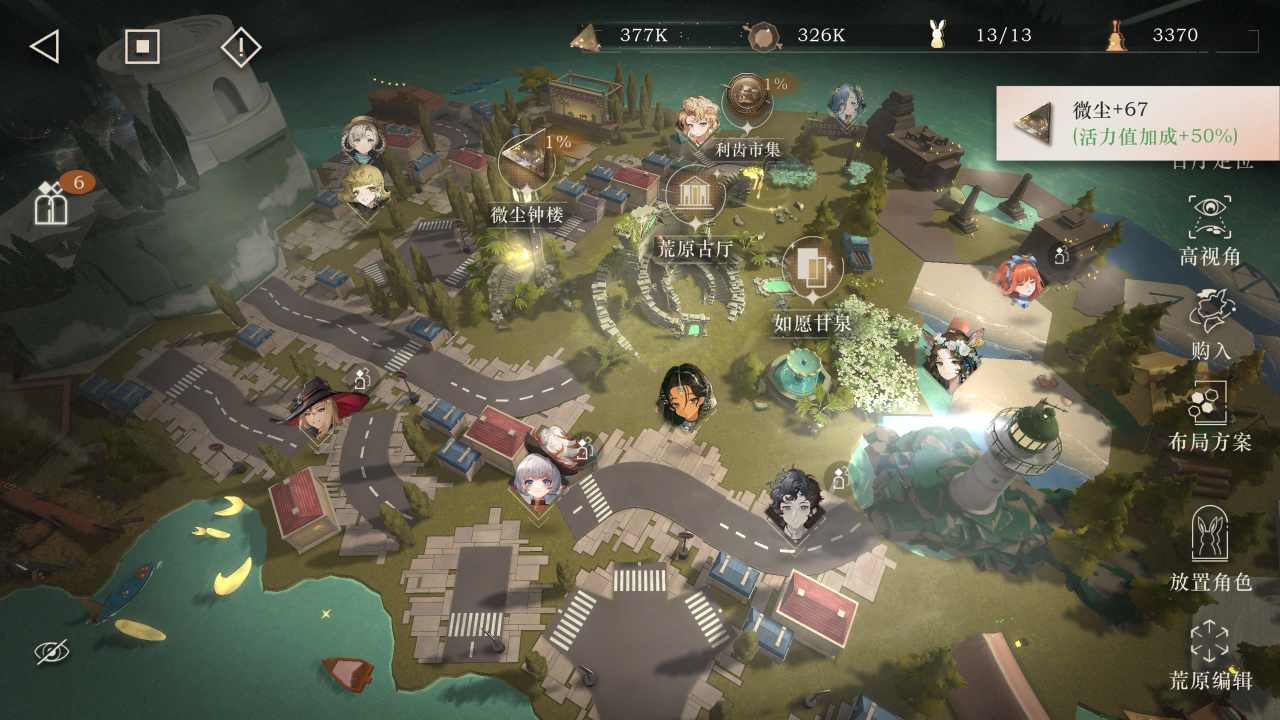 377K
326K
13/13
3370
微尘+67
(活力值加成+50%)
6
1%
利齿市集
1%
微尘钟楼
荒原古厅
如愿甘泉
高视角
购入
布局方案
放置角色
荒原编辑